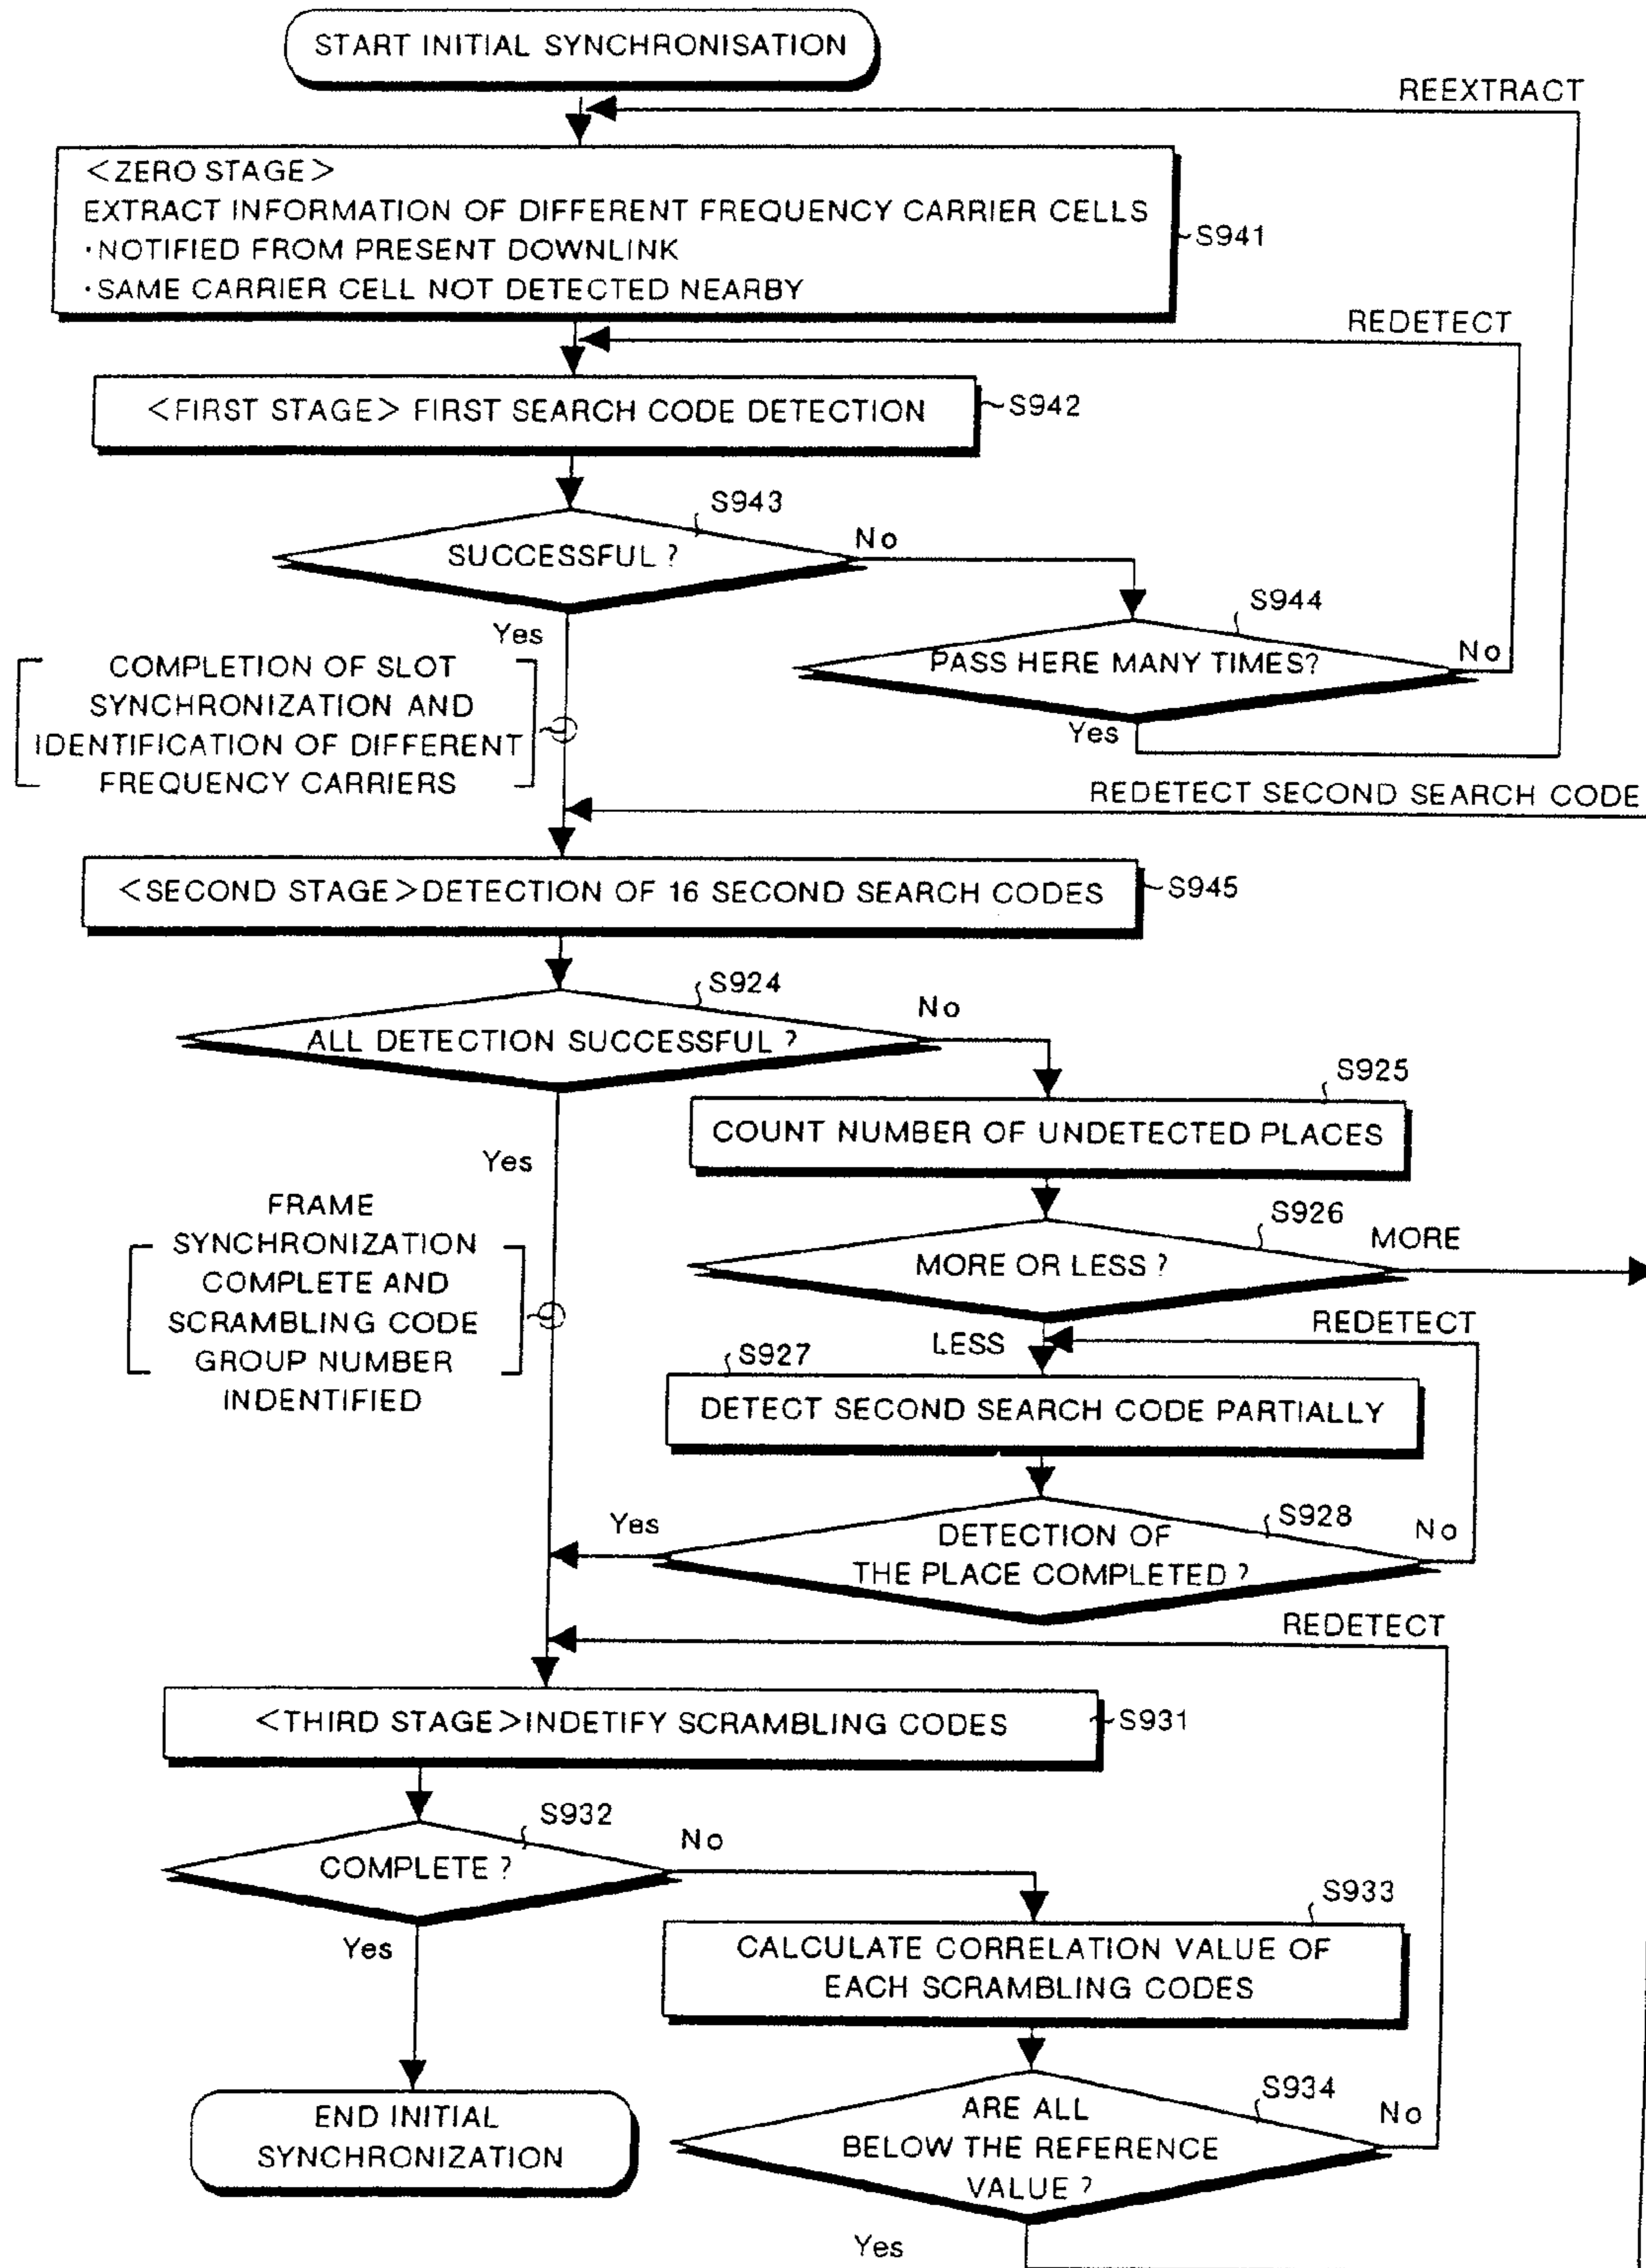 START INITIAL SYNCHRONISATION
REEXTRACT
<ZERO STAGE>
EXTRACT INFORMATION OF DIFFERENT FREQUENCY CARRIER CELLS
·NOTIFIED FROM PRESENT DOWNLINK
·SAME CARRIER CELL NOT DETECTED NEARBY
S941
REDETECT
<FIRST STAGE> FIRST SEARCH CODE DETECTION
S942
S943
SUCCESSFUL ?
No
Yes
S944
PASS HERE MANY TIMES?
No
Yes
COMPLETION OF SLOT
SYNCHRONIZATION AND
IDENTIFICATION OF DIFFERENT
FREQUENCY CARRIERS
REDETECT SECOND SEARCH CODE
<SECOND STAGE>DETECTION OF 16 SECOND SEARCH CODES
S945
S924
ALL DETECTION SUCCESSFUL ?
No
Yes
S925
COUNT NUMBER OF UNDETECTED PLACES
S926
MORE OR LESS ?
MORE
LESS
REDETECT
FRAME
SYNCHRONIZATION
COMPLETE AND
SCRAMBLING CODE
GROUP NUMBER
INDENTIFIED
S927
DETECT SECOND SEARCH CODE PARTIALLY
S928
DETECTION OF
THE PLACE COMPLETED ?
Yes
No
REDETECT
<THIRD STAGE>INDETIFY SCRAMBLING CODES
S931
S932
COMPLETE ?
No
Yes
S933
CALCULATE CORRELATION VALUE OF
EACH SCRAMBLING CODES
S934
ARE ALL
BELOW THE REFERENCE
VALUE ?
No
Yes
END INITIAL
SYNCHRONIZATION